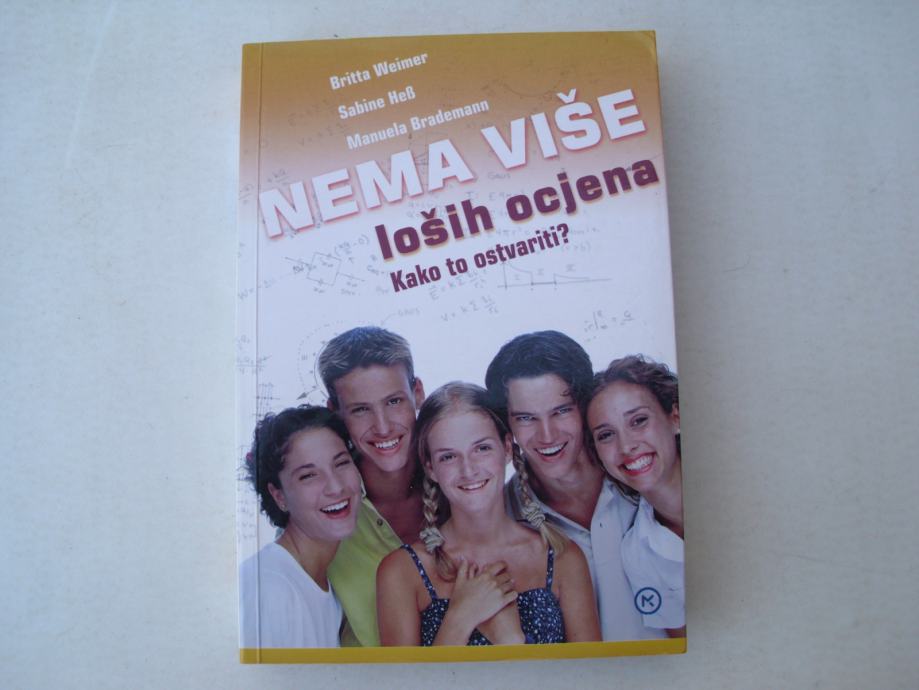 Britta Weimer
Sabine Heß
Manuela Brademann
NEMA VIŠE
loših ocjena
Kako to ostvariti?